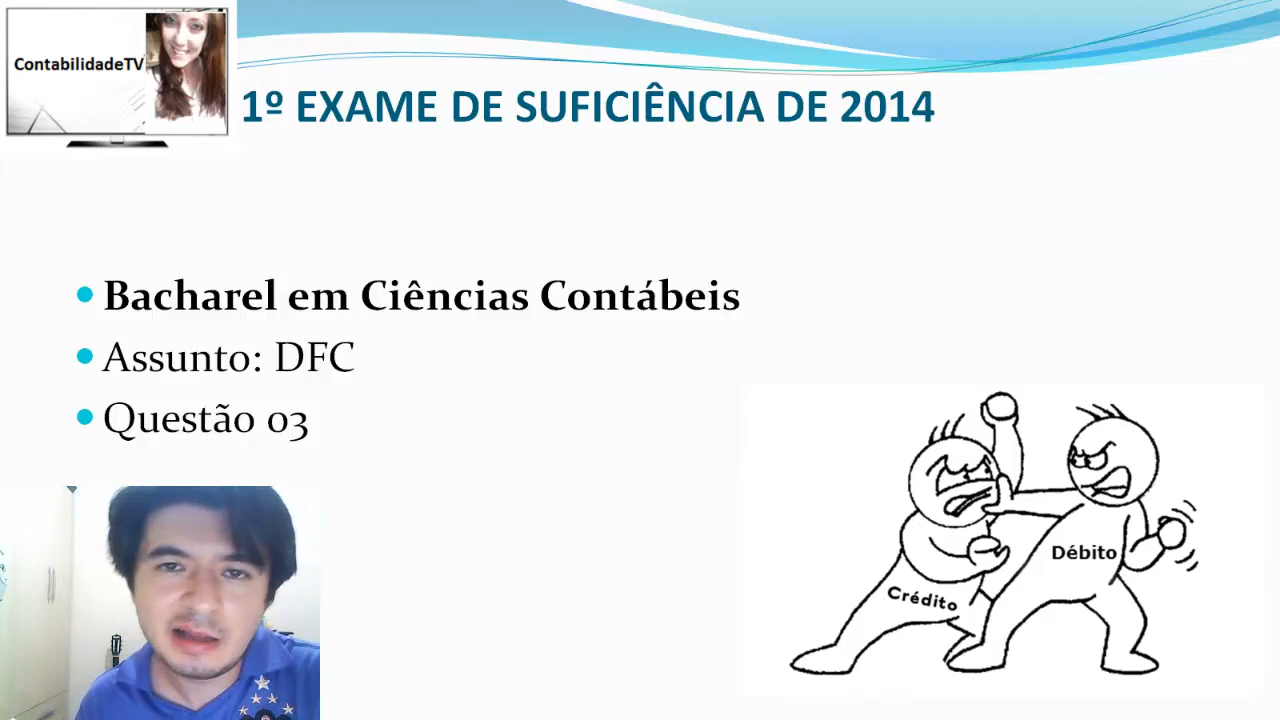 ContabilidadeTV
1º EXAME DE SUFICIÊNCIA DE 2014
Bacharel em Ciências Contábeis
Assunto: DFC
Questão 03
Débito
Crédito